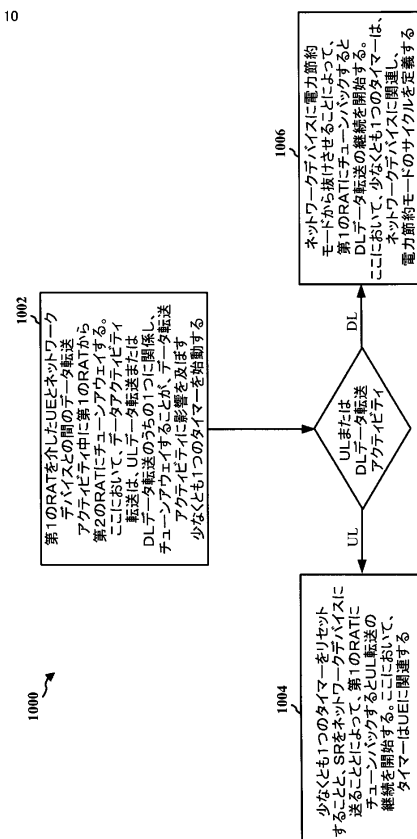 10
1000
1002
第1のRATを介したUEとネットワーク
デバイスとの間のデータ転送
アクティビティ中に第1のRATから
第2のRATにチューンアウェイする。
ここにおいて、データアクティビティ
転送は、ULデータ転送または
DLデータ転送のうちの1つに関係し、
チューンアウェイすることが、データ転送
アクティビティに影響を及ぼす
少なくとも1つのタイマーを始動する
ULまたは
DLデータ転送
アクティビティ
UL
DL
1004
少なくとも1つのタイマーをリセット
することと、SRをネットワークデバイスに
送ることとによって、第1のRATに
チューンバックするとUL転送の
継続を開始する。ここにおいて、
タイマーはUEに関連する
1006
ネットワークデバイスに電力節約
モードから抜けさせることによって、
第1のRATにチューンバックすると
DLデータ転送の継続を開始する。
ここにおいて、少なくとも1つのタイマーは、
ネットワークデバイスに関連し、
電力節約モードのサイクルを定義する